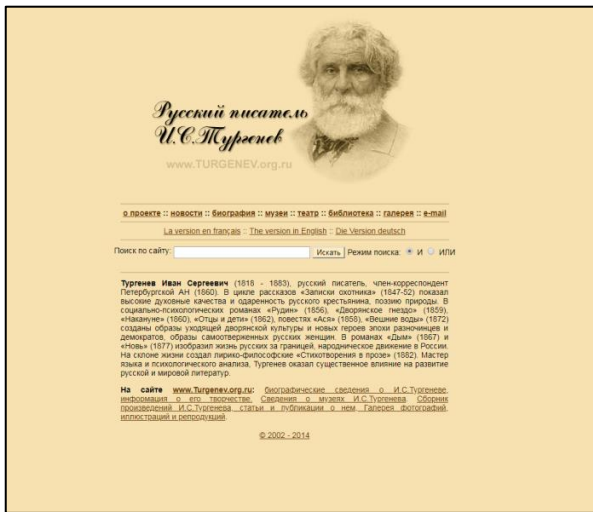 Русский писатель
И.С.Тургенев
www.TURGENEV.org.ru
о проекте :: новости :: биография :: музеи :: театр :: библиотека :: галерея :: e-mail
La version en français :: The version in English :: Die Version deutsch
Поиск по сайту: Искать Режим поиска: И ИЛИ
Тургенев Иван Сергеевич (1818 - 1883), русский писатель, член-корреспондент
Петербургской АН (1860). В цикле рассказов «Записки охотника» (1847-52) показал
высокие духовные качества и одаренность русского крестьянина, поэзию природы. В
социально-психологических романах «Рудин» (1856), «Дворянское гнездо» (1859),
«Накануне» (1860), «Отцы и дети» (1862), повестях «Ася» (1858), «Вешние воды» (1872)
созданы образы уходящей дворянской культуры и новых героев эпохи разночинцев и
демократов, образы самоотверженных русских женщин. В романах «Дым» (1867) и
«Новь» (1877) изобразил жизнь русских за границей, народническое движение в России.
На склоне жизни создал лирико-философские «Стихотворения в прозе» (1882). Мастер
языка и психологического анализа, Тургенев оказал существенное влияние на развитие
русской и мировой литератур.
На сайте www.Turgenev.org.ru: биографические сведения о И.С.Тургеневе,
информация о его творчестве. Сведения о музеях И.С.Тургенева. Сборник
произведений И.С.Тургенева, статьи и публикации о нем. Галерея фотографий,
иллюстраций и репродукций.
© 2002 - 2014